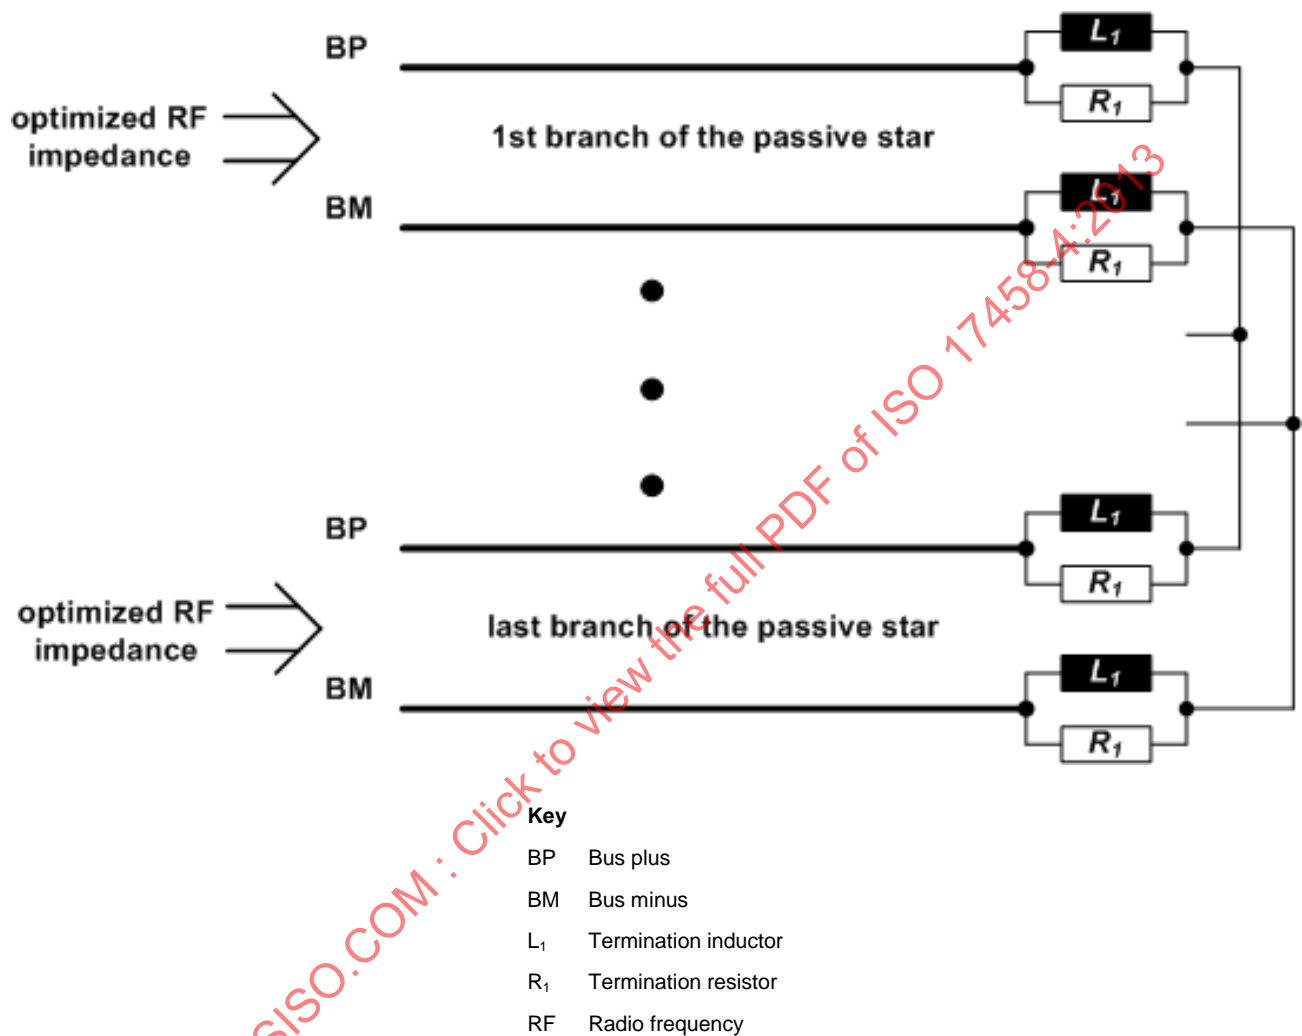 BP
L1
R1
optimized RF
impedance
1st branch of the passive star
BM
L1
R1
BP
L1
R1
optimized RF
impedance
last branch of the passive star
BM
L1
R1
Key
BP Bus plus
BM Bus minus
L1 Termination inductor
R1 Termination resistor
RF Radio frequency
SISO.COM : Click to view the full PDF of ISO 17458-4:2013